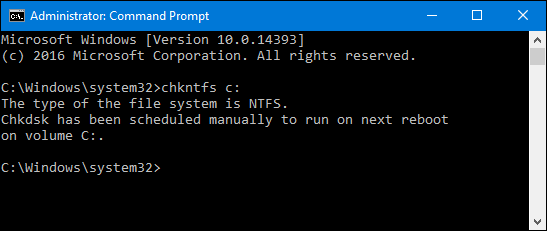 Administrator: Command Prompt
Microsoft Windows [Version 10.0.14393]
(c) 2016 Microsoft Corporation. All rights reserved.
C:\Windows\system32>chkntfs c:
The type of the file system is NTFS.
Chkdsk has been scheduled manually to run on next reboot
on volume C:.
C:\Windows\system32>